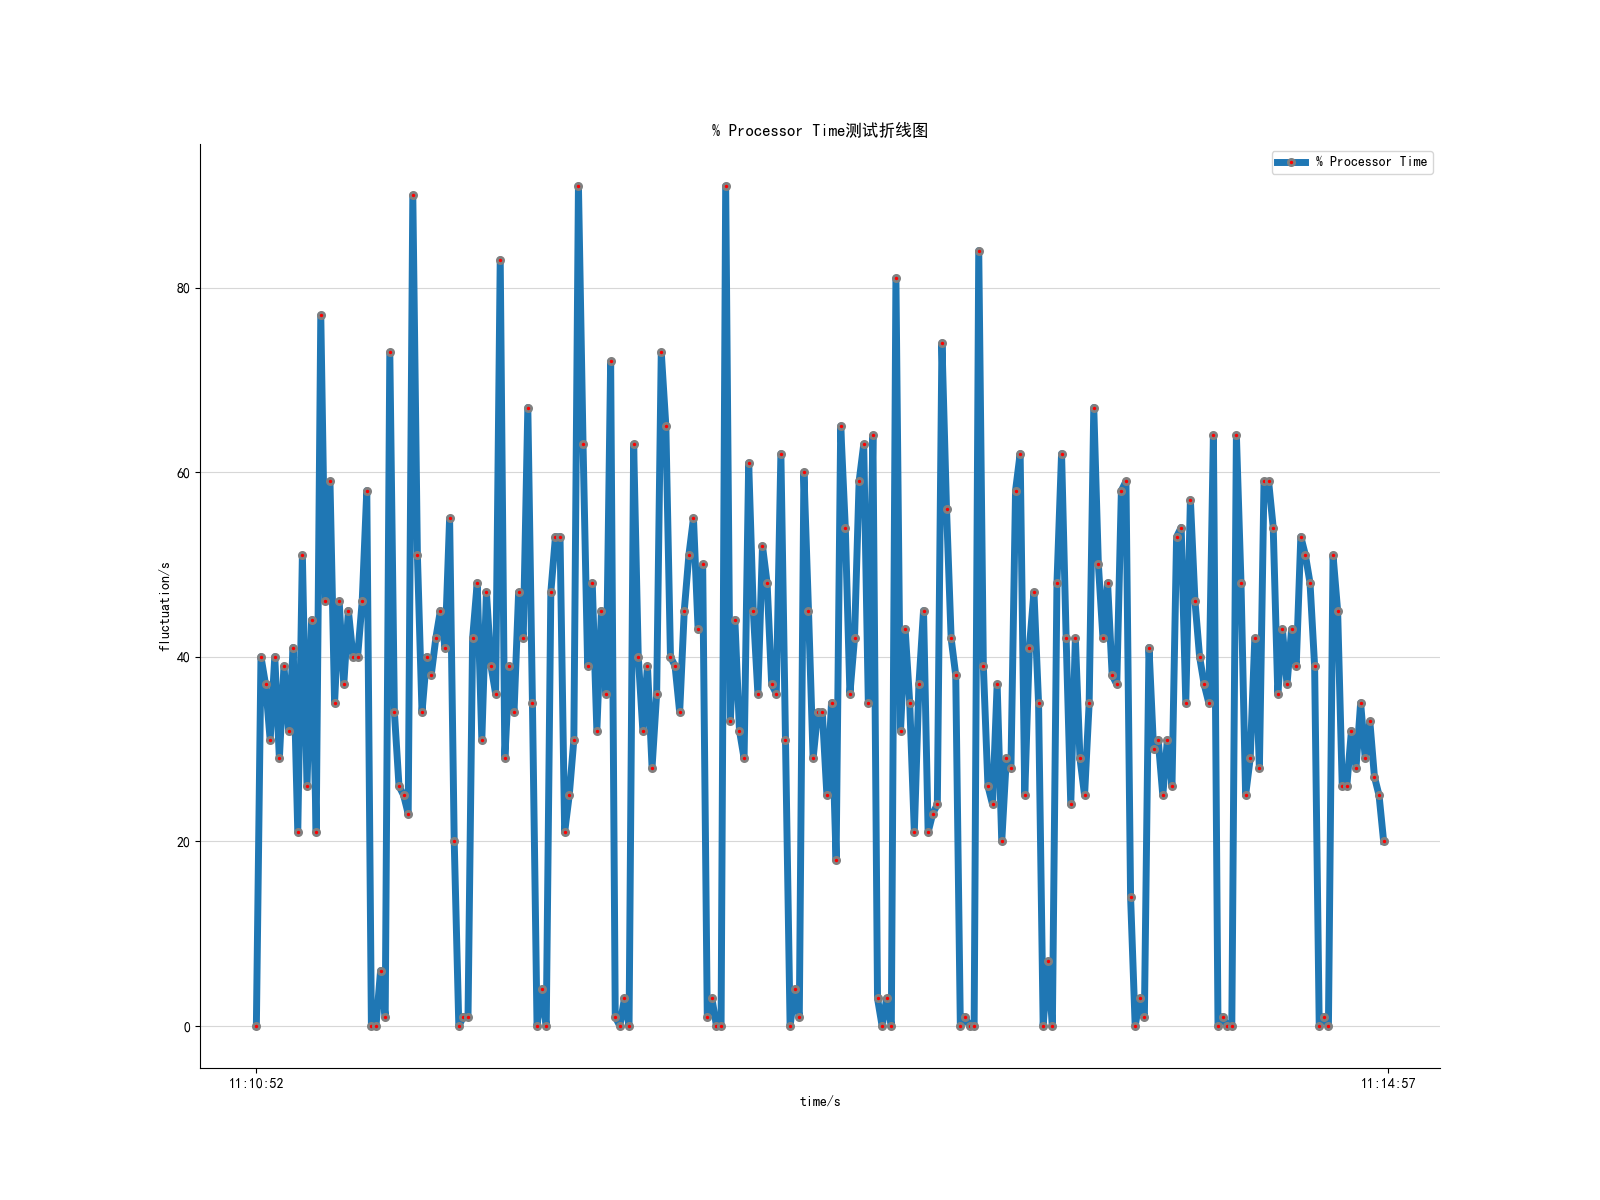 % Processor Time测试折线图
% Processor Time
80
60
40
20
0
fluctuation/s
11:10:52
11:14:57
time/s